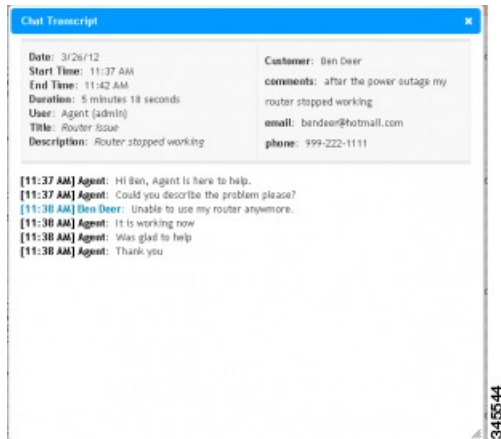 Chat Transcript
Date: 3/26/12
Start Time: 11:37 AM
End Time: 11:42 AM
Duration: 5 minutes 18 seconds
User: Agent (admin)
Title: Router Issue
Description: Router stopped working
Customer: Ben Deer
comments: after the power outage my
router stopped working
email: bendeer@hotmail.com
phone: 999-222-1111
[11:37 AM] Agent: Hi Ben, Agent is here to help.
[11:37 AM] Agent: Could you describe the problem please?
[11:38 AM] Ben Deer: Unable to use my router anywmore.
[11:38 AM] Agent: It is working now
[11:38 AM] Agent: Was glad to help
[11:38 AM] Agent: Thank you
345544